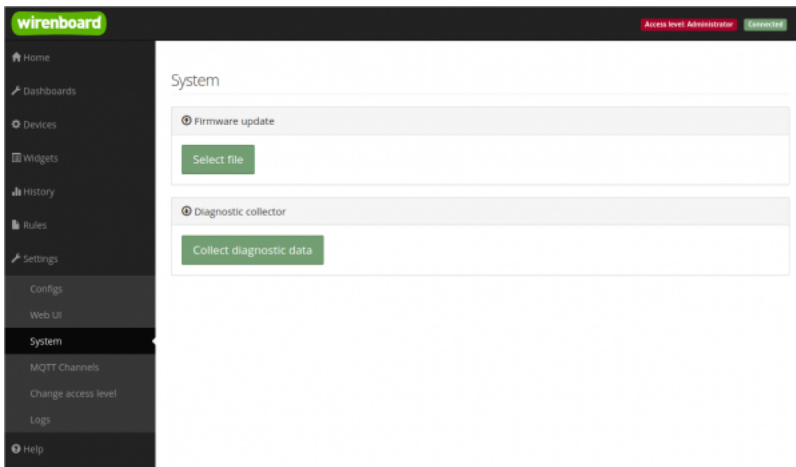 wirenboard
Access level: Administrator Connected
Home
Dashboards
Devices
Widgets
History
Rules
Settings
Configs
Web UI
System
MQTT Channels
Change access level
Logs
Help
System
Firmware update
Select file
Diagnostic collector
Collect diagnostic data